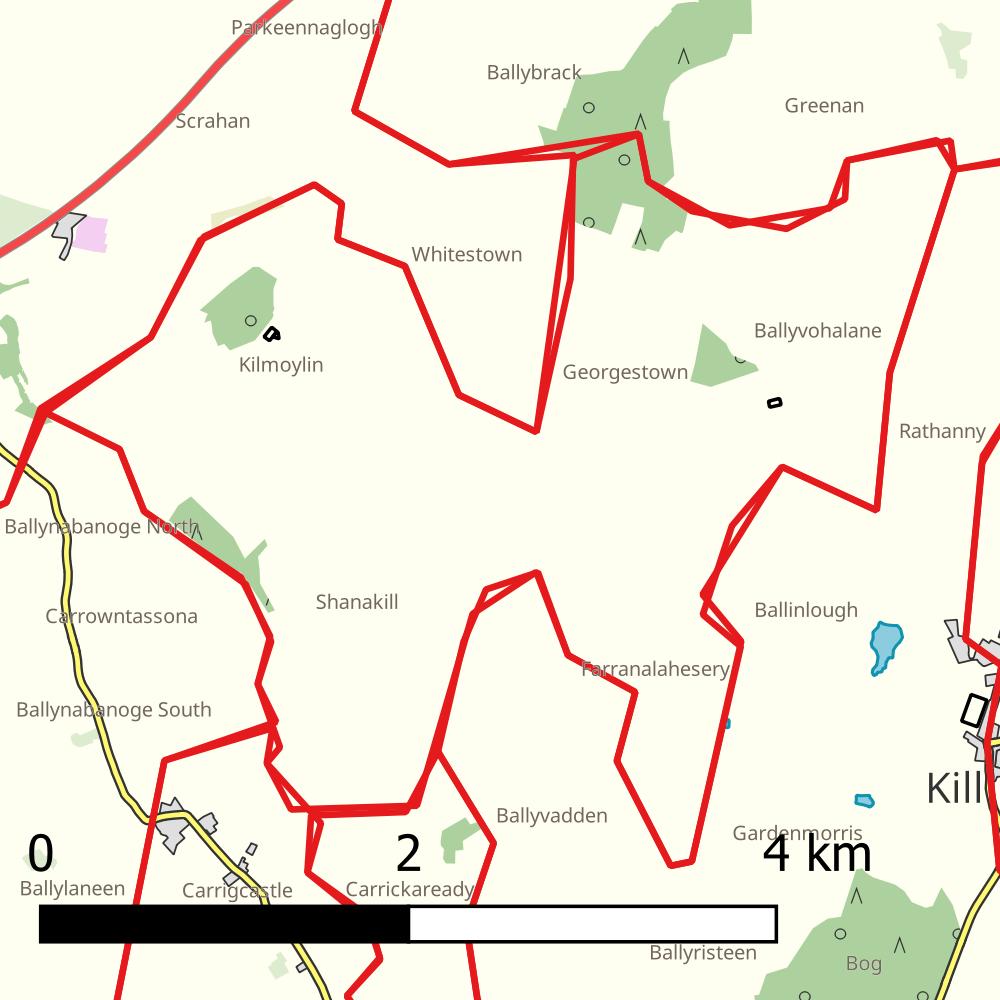 Parkeennaglogh
Ballybrack
Greenan
Scrahan
Whitestown
Ballyvohalane
Kilmoylin
Georgestown
Rathanny
Ballynabanoge North
Shanakill
Ballinlough
Carrowntassona
Farranalahesery
Ballynabanoge South
Kill
Ballyvadden
Gardenmorris
0 2 4 km
Ballylaneen
Carrigcastle
Carrickaready
Ballyristeen
Bog